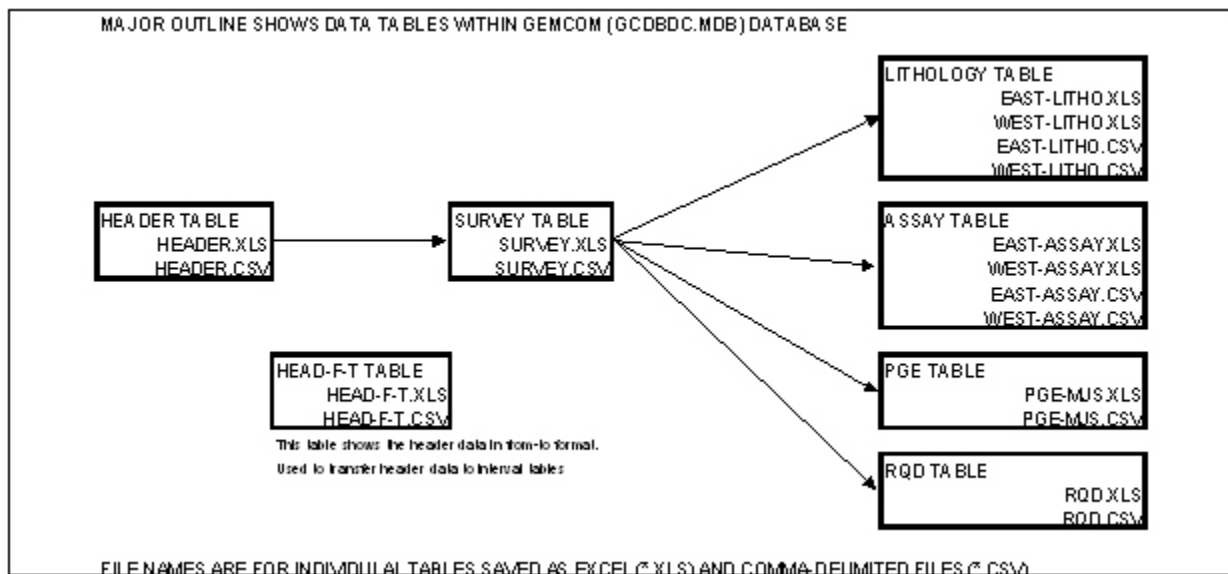 MAJOR OUTLINE SHOWS DATA TABLES WITHIN GEMCOM (GCDBDC.MDB) DATABASE
LITHOLOGY TABLE
EAST-LITHO.XLS
WEST-LITHO.XLS
EAST-LITHO.CSV
WEST-LITHO.CSV
HEADER TABLE
HEADER.XLS
HEADER.CSV
SURVEY TABLE
SURVEY.XLS
SURVEY.CSV
ASSAY TABLE
EAST-ASSAY.XLS
WEST-ASSAY.XLS
EAST-ASSAY.CSV
WEST-ASSAY.CSV
HEAD-F-T TABLE
HEAD-F-T.XLS
HEAD-F-T.CSV
This table shows the header data in from-to format.
Used to transfer header data to interval tables
PGE TABLE
PGE-MJS.XLS
PGE-MJS.CSV
RQD TABLE
RQD.XLS
RQD.CSV
FILE NAMES ARE FOR INDIVIDULAL TABLES SAVED AS EXCEL (*.XLS) AND COMMA-DELIMITED FILES (*.CSV)